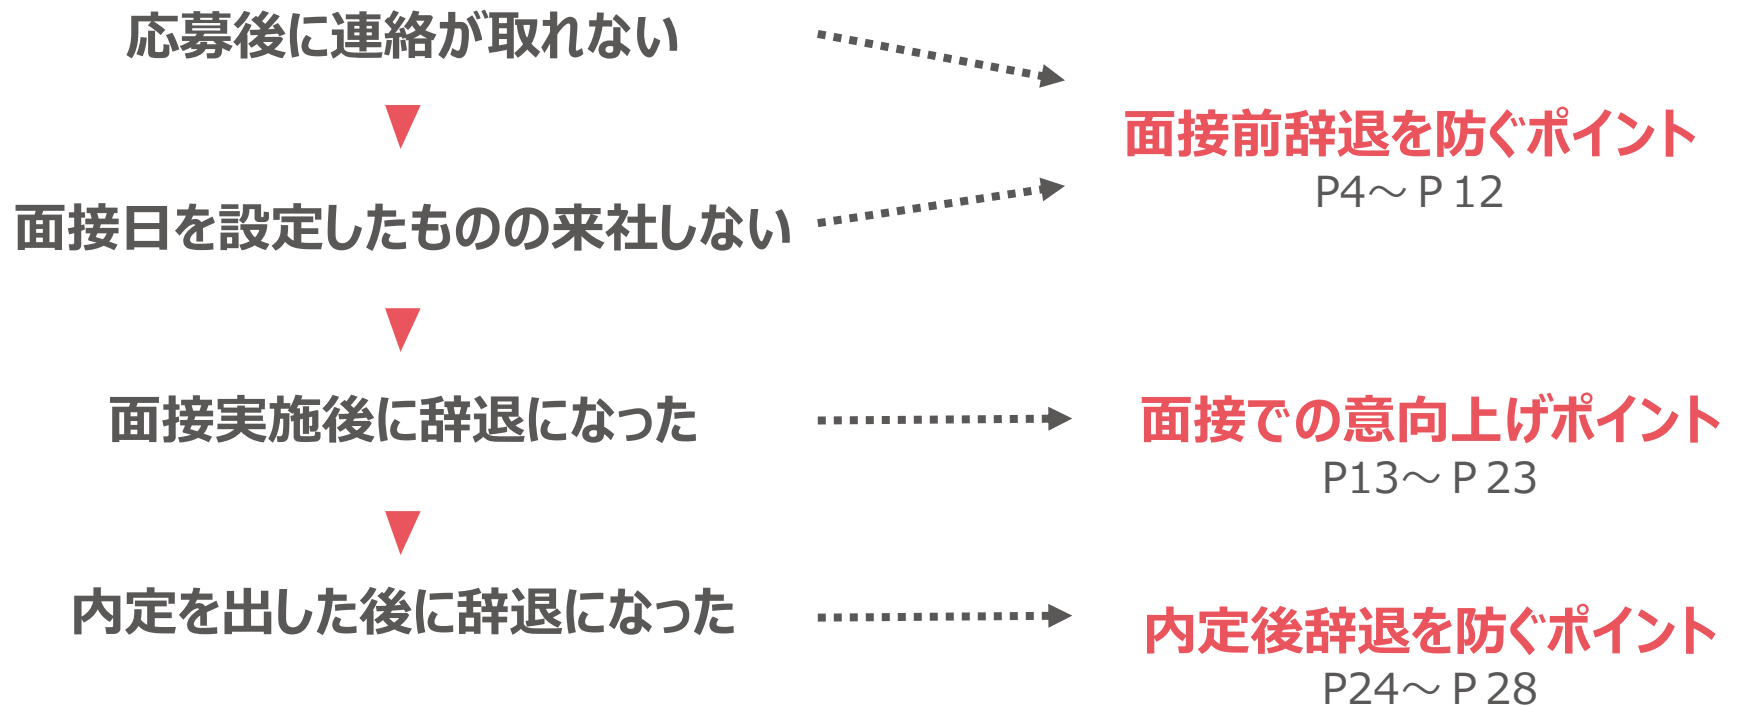 応募後に連絡が取れない
面接前辞退を防ぐポイント
P4～Ｐ12
面接日を設定したものの来社しない
面接実施後に辞退になった
面接での意向上げポイント
P13～Ｐ23
内定を出した後に辞退になった
内定後辞退を防ぐポイント
P24～Ｐ28